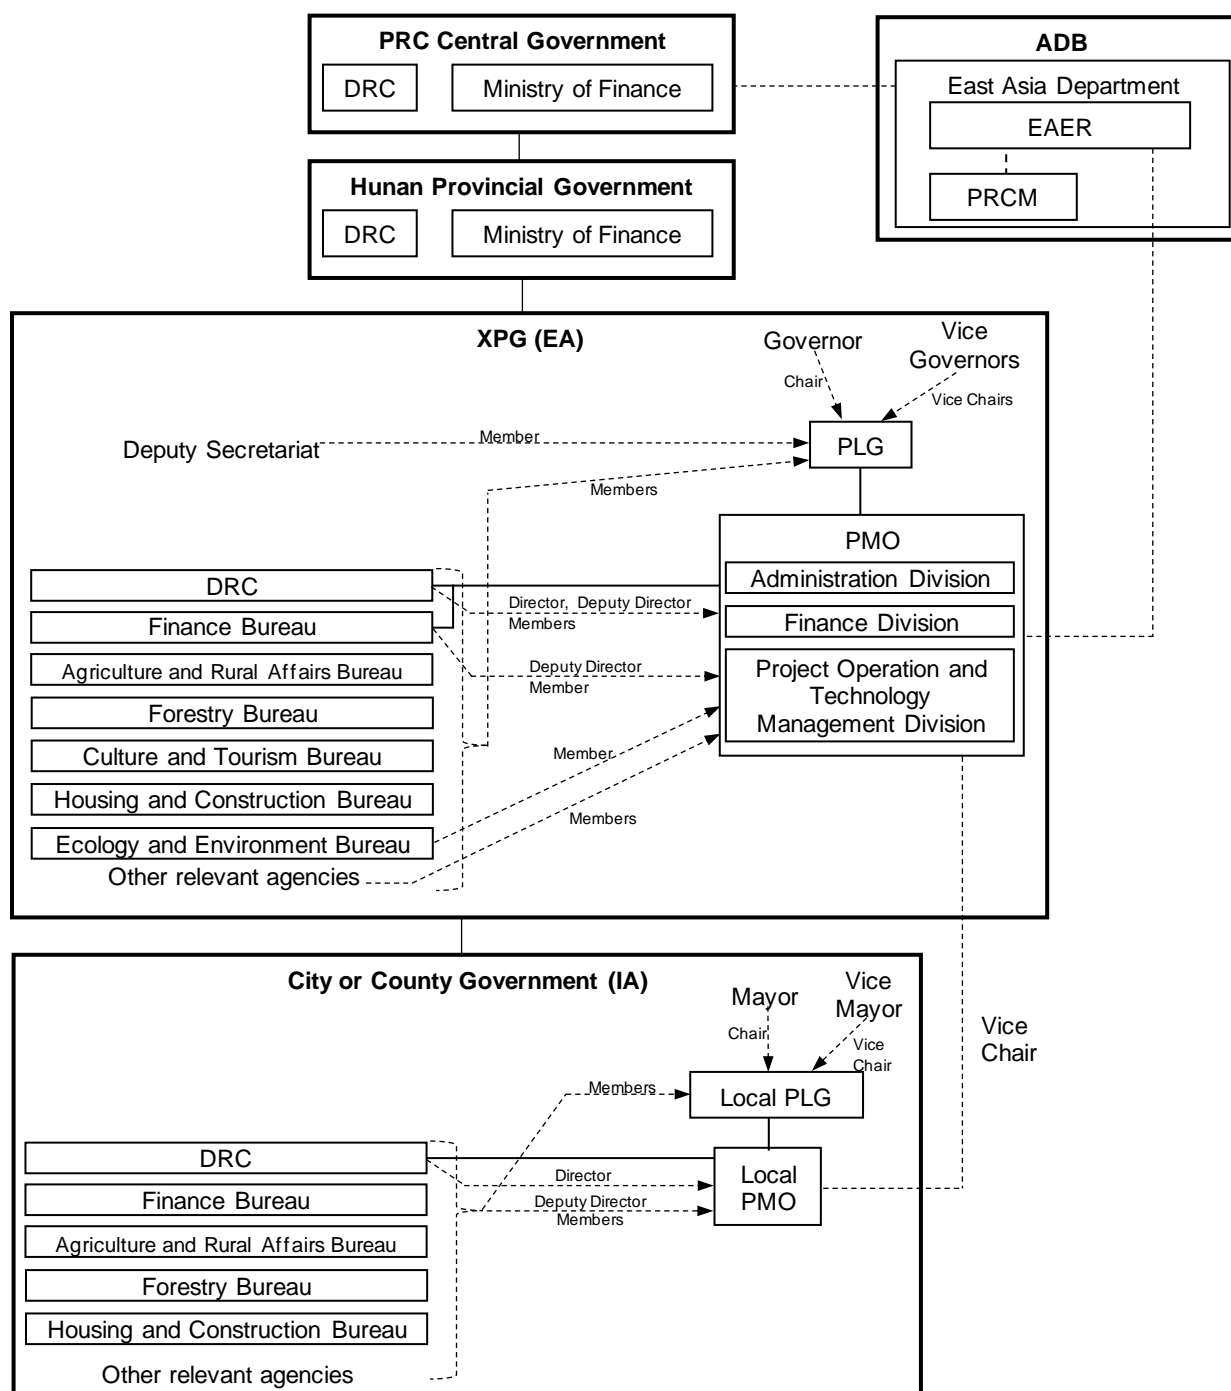 PRC Central Government
DRC
Ministry of Finance
ADB
East Asia Department
EAER
PRCM
Hunan Provincial Government
DRC
Ministry of Finance
XPG (EA)
Governor
Vice
Governors
Chair
Vice Chairs
Deputy Secretariat
Member
PLG
Members
PMO
Administration Division
Finance Division
Project Operation and
Technology
Management Division
DRC
Finance Bureau
Agriculture and Rural Affairs Bureau
Forestry Bureau
Culture and Tourism Bureau
Housing and Construction Bureau
Ecology and Environment Bureau
Other relevant agencies
Director, Deputy Director
Members
Deputy Director
Member
Member
Members
City or County Government (IA)
Mayor
Vice
Mayor
Chair
Vice
Chair
Vice
Chair
Members
Local PLG
DRC
Finance Bureau
Agriculture and Rural Affairs Bureau
Forestry Bureau
Housing and Construction Bureau
Other relevant agencies
Director
Deputy Director
Members
Local
PMO